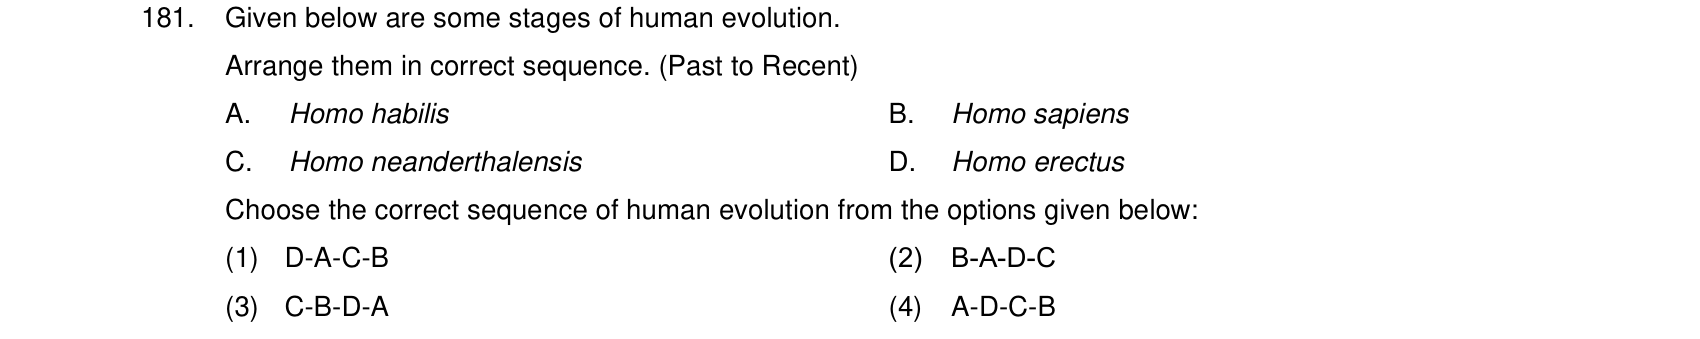 181. Given below are some stages of human evolution.
Arrange them in correct sequence. (Past to Recent)
A. Homo habilis B. Homo sapiens
C. Homo neanderthalensis D. Homo erectus
Choose the correct sequence of human evolution from the options given below:
(1) D-A-C-B (2) B-A-D-C
(3) C-B-D-A (4) A-D-C-B